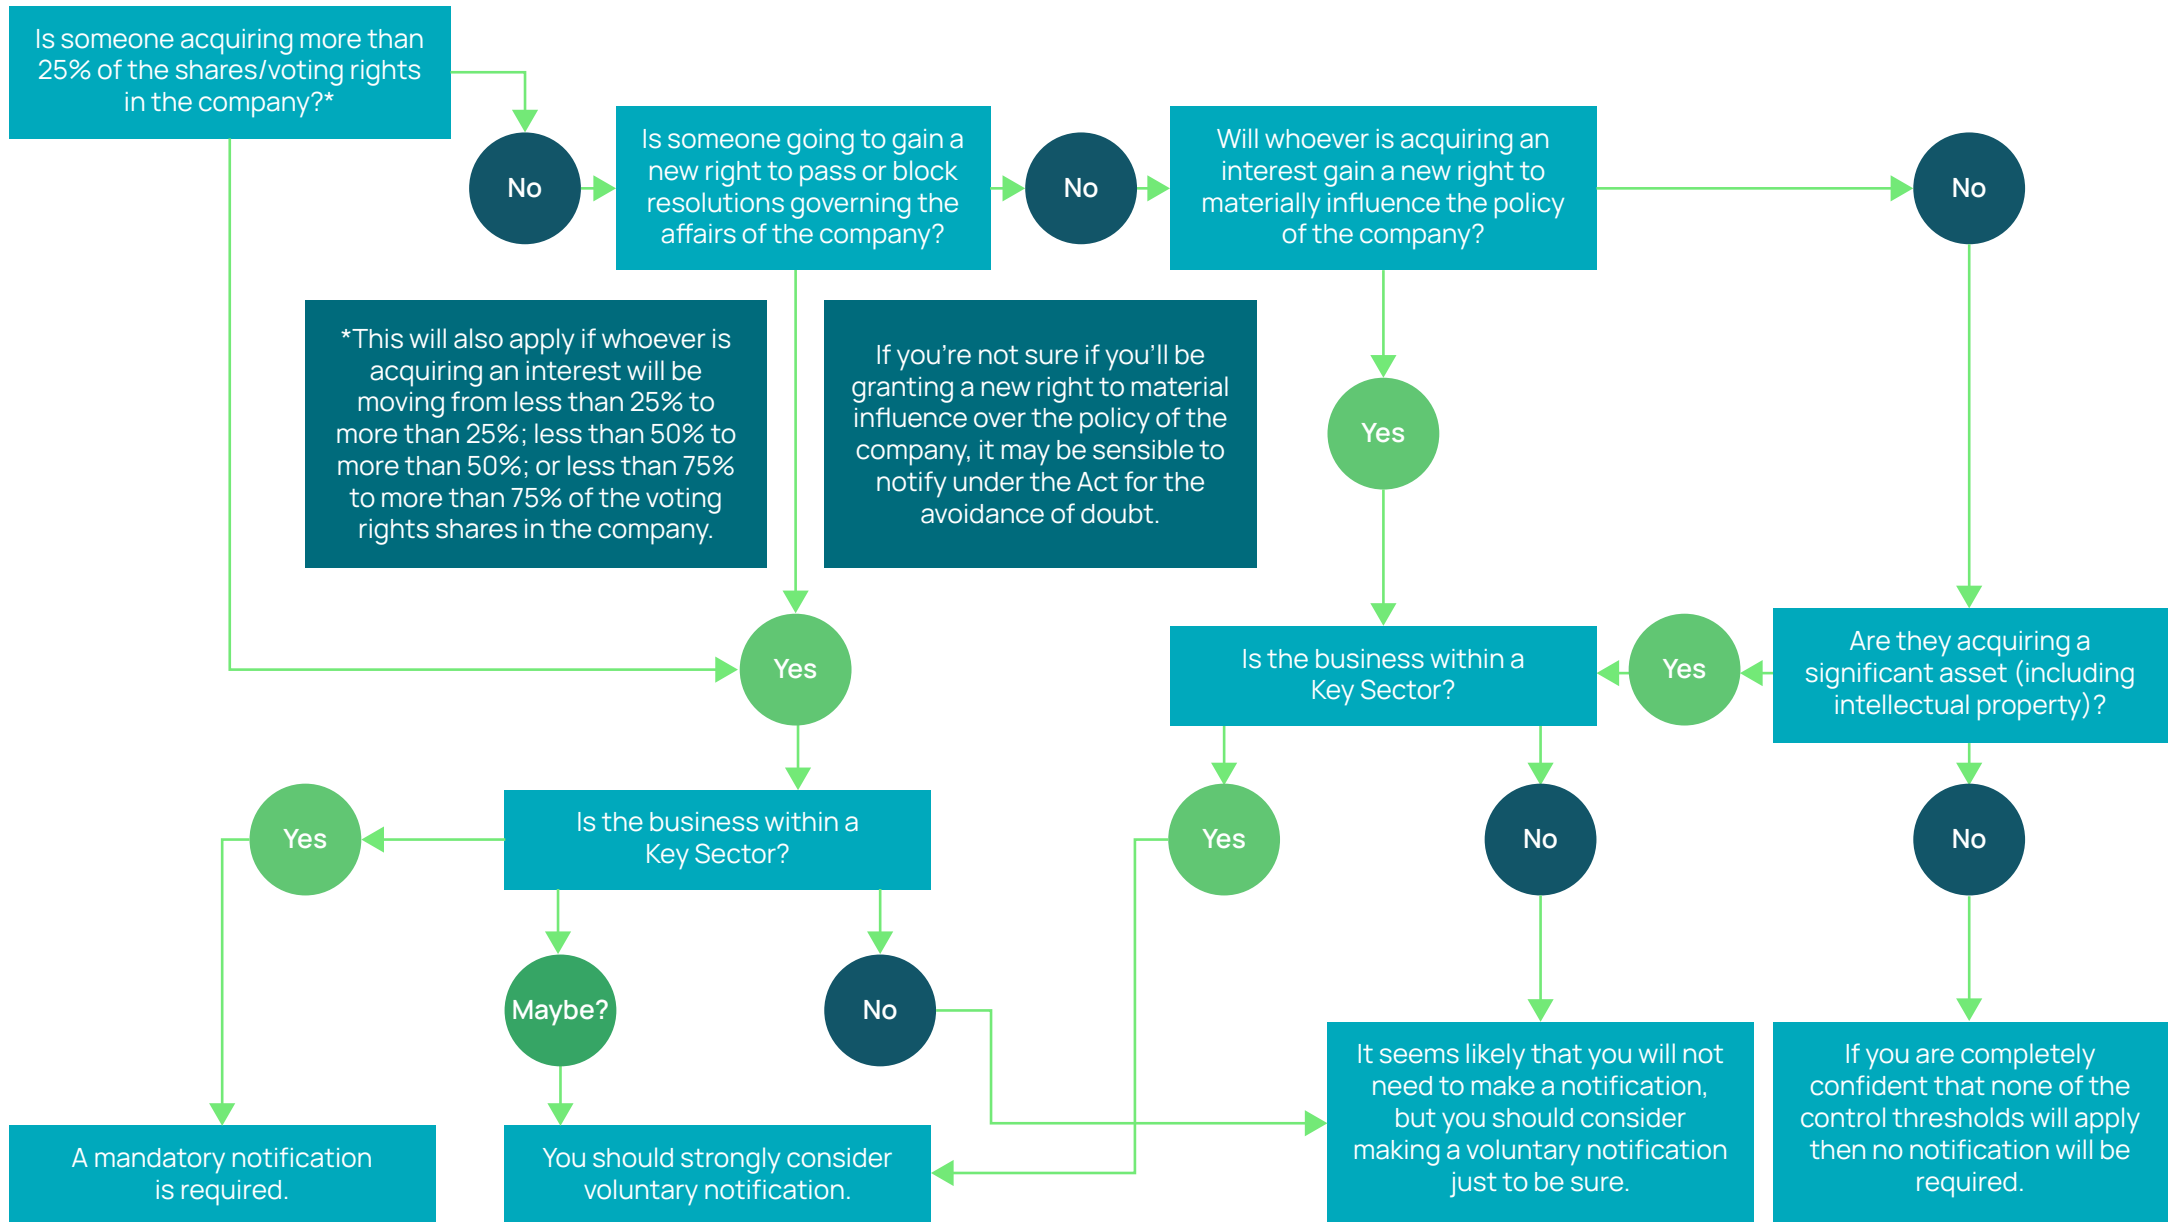 Is someone acquiring more than
25% of the shares/voting rights
in the company?*
No
Is someone going to gain a
new right to pass or block
resolutions governing the
affairs of the company?
No
Will whoever is acquiring an
interest gain a new right to
materially influence the policy
of the company?
No
*This will also apply if whoever is
acquiring an interest will be
moving from less than 25% to
more than 25%; less than 50% to
more than 50%; or less than 75%
to more than 75% of the voting
rights shares in the company.
If you’re not sure if you’ll be
granting a new right to material
influence over the policy of the
company, it may be sensible to
notify under the Act for the
avoidance of doubt.
Yes
Yes
Is the business within a
Key Sector?
Yes
Are they acquiring a
significant asset (including
intellectual property)?
Yes
Is the business within a
Key Sector?
Yes
No
No
Maybe?
No
A mandatory notification
is required.
You should strongly consider
voluntary notification.
It seems likely that you will not
need to make a notification,
but you should consider
making a voluntary notification
just to be sure.
If you are completely
confident that none of the
control thresholds will apply
then no notification will be
required.